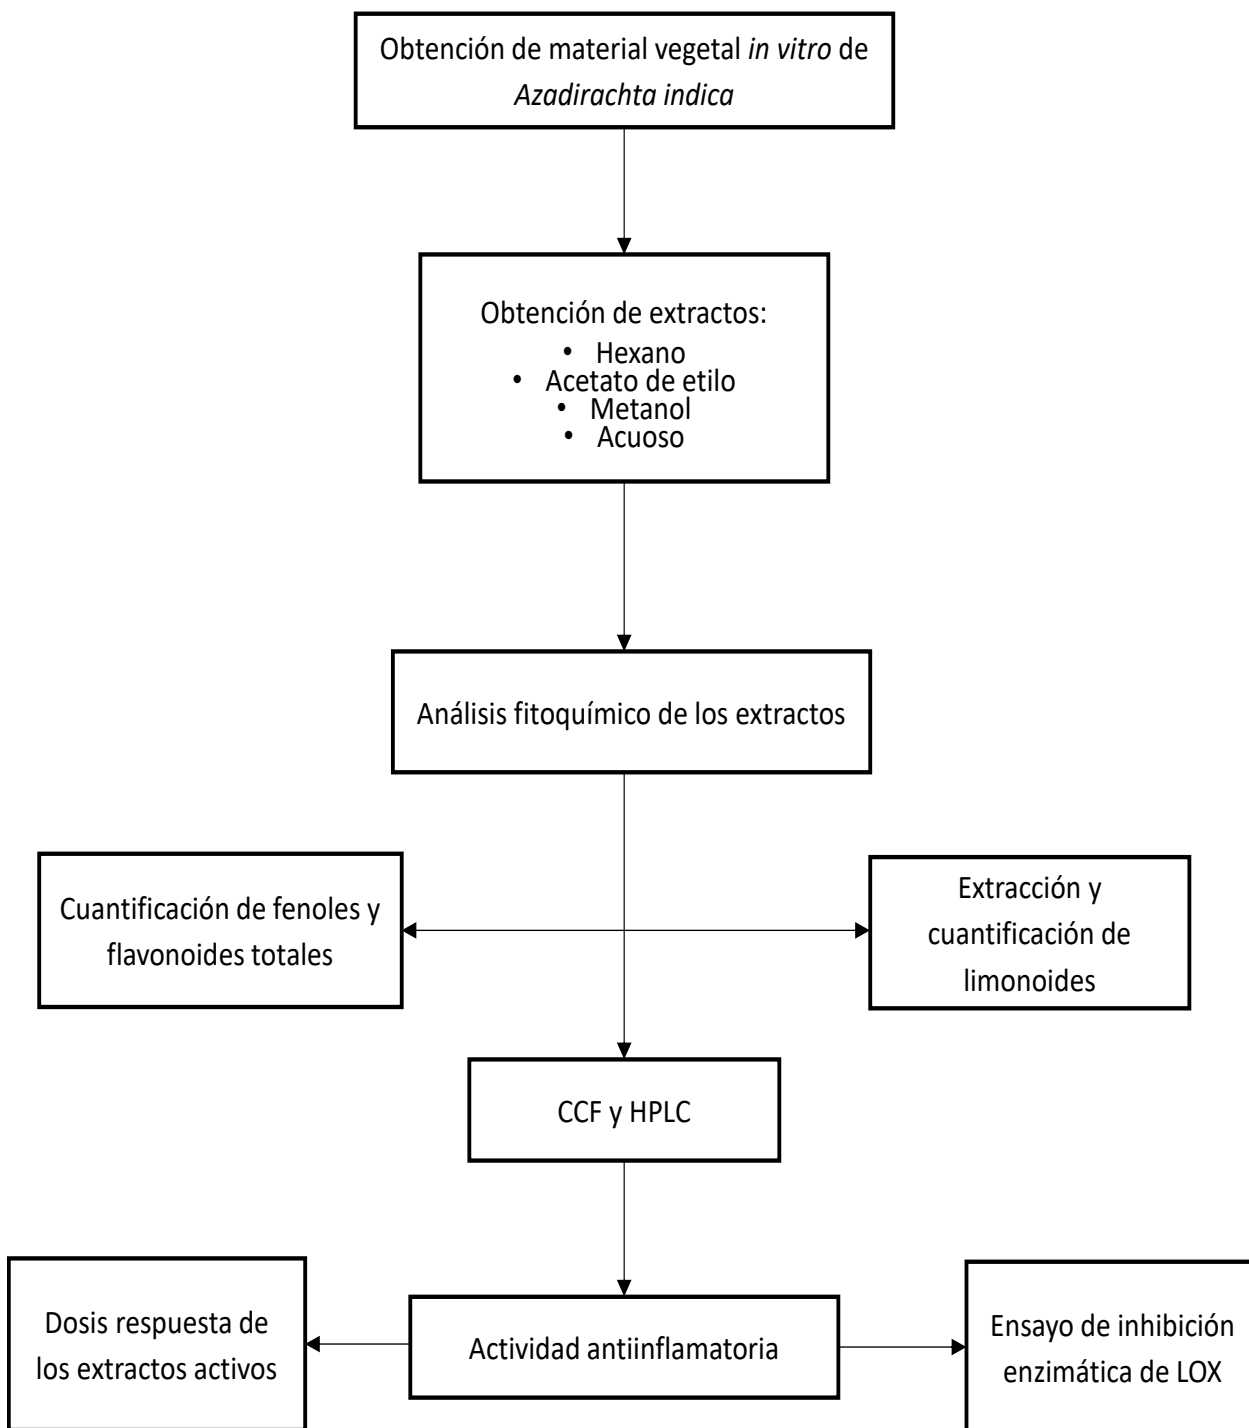 Obtención de material vegetal in vitro de
Azadirachta indica
Obtención de extractos:
• Hexano
• Acetato de etilo
• Metanol
• Acuoso
Análisis fitoquímico de los extractos
Cuantificación de fenoles y
flavonoides totales
Extracción y
cuantificación de
limonoides
CCF y HPLC
Dosis respuesta de
los extractos activos
Actividad antiinflamatoria
Ensayo de inhibición
enzimática de LOX